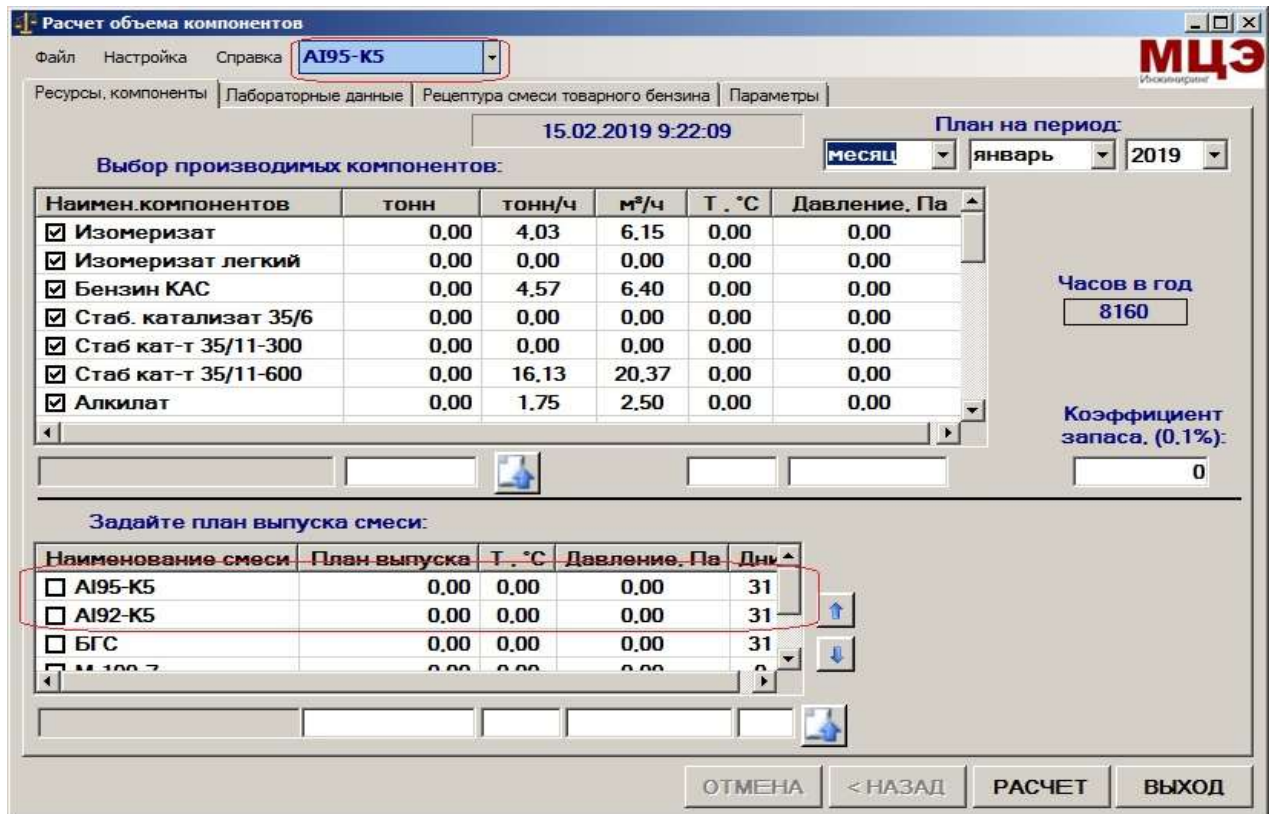 Расчет объема компонентов
Файл Настройка Справка AI95-K5
МЦЭ
Инжиниринг
Ресурсы, компоненты Лабораторные данные Рецептура смеси товарного бензина Параметры
15.02.2019 9:22:09
План на период:
месяц январь 2019
Выбор производимых компонентов:
Наимен.компонентов тонн тонн/ч м³/ч Т , °С Давление, Па
Изомеризат 0,00 4,03 6,15 0,00 0,00
Изомеризат легкий 0,00 0,00 0,00 0,00 0,00
Бензин КАС 0,00 4,57 6,40 0,00 0,00
Стаб. катализат 35/6 0,00 0,00 0,00 0,00 0,00
Стаб кат-т 35/11-300 0,00 0,00 0,00 0,00 0,00
Стаб кат-т 35/11-600 0,00 16,13 20,37 0,00 0,00
Алкилат 0,00 1,75 2,50 0,00 0,00
Часов в год
8160
Коэффициент
запаса, (0,1%):
0
Задайте план выпуска смеси:
Наименование смеси План выпуска Т , °С Давление, Па Дни
AI95-K5 0,00 0,00 0,00 31
AI92-K5 0,00 0,00 0,00 31
БГС 0,00 0,00 0,00 31
ОТМЕНА < НАЗАД РАСЧЕТ ВЫХОД